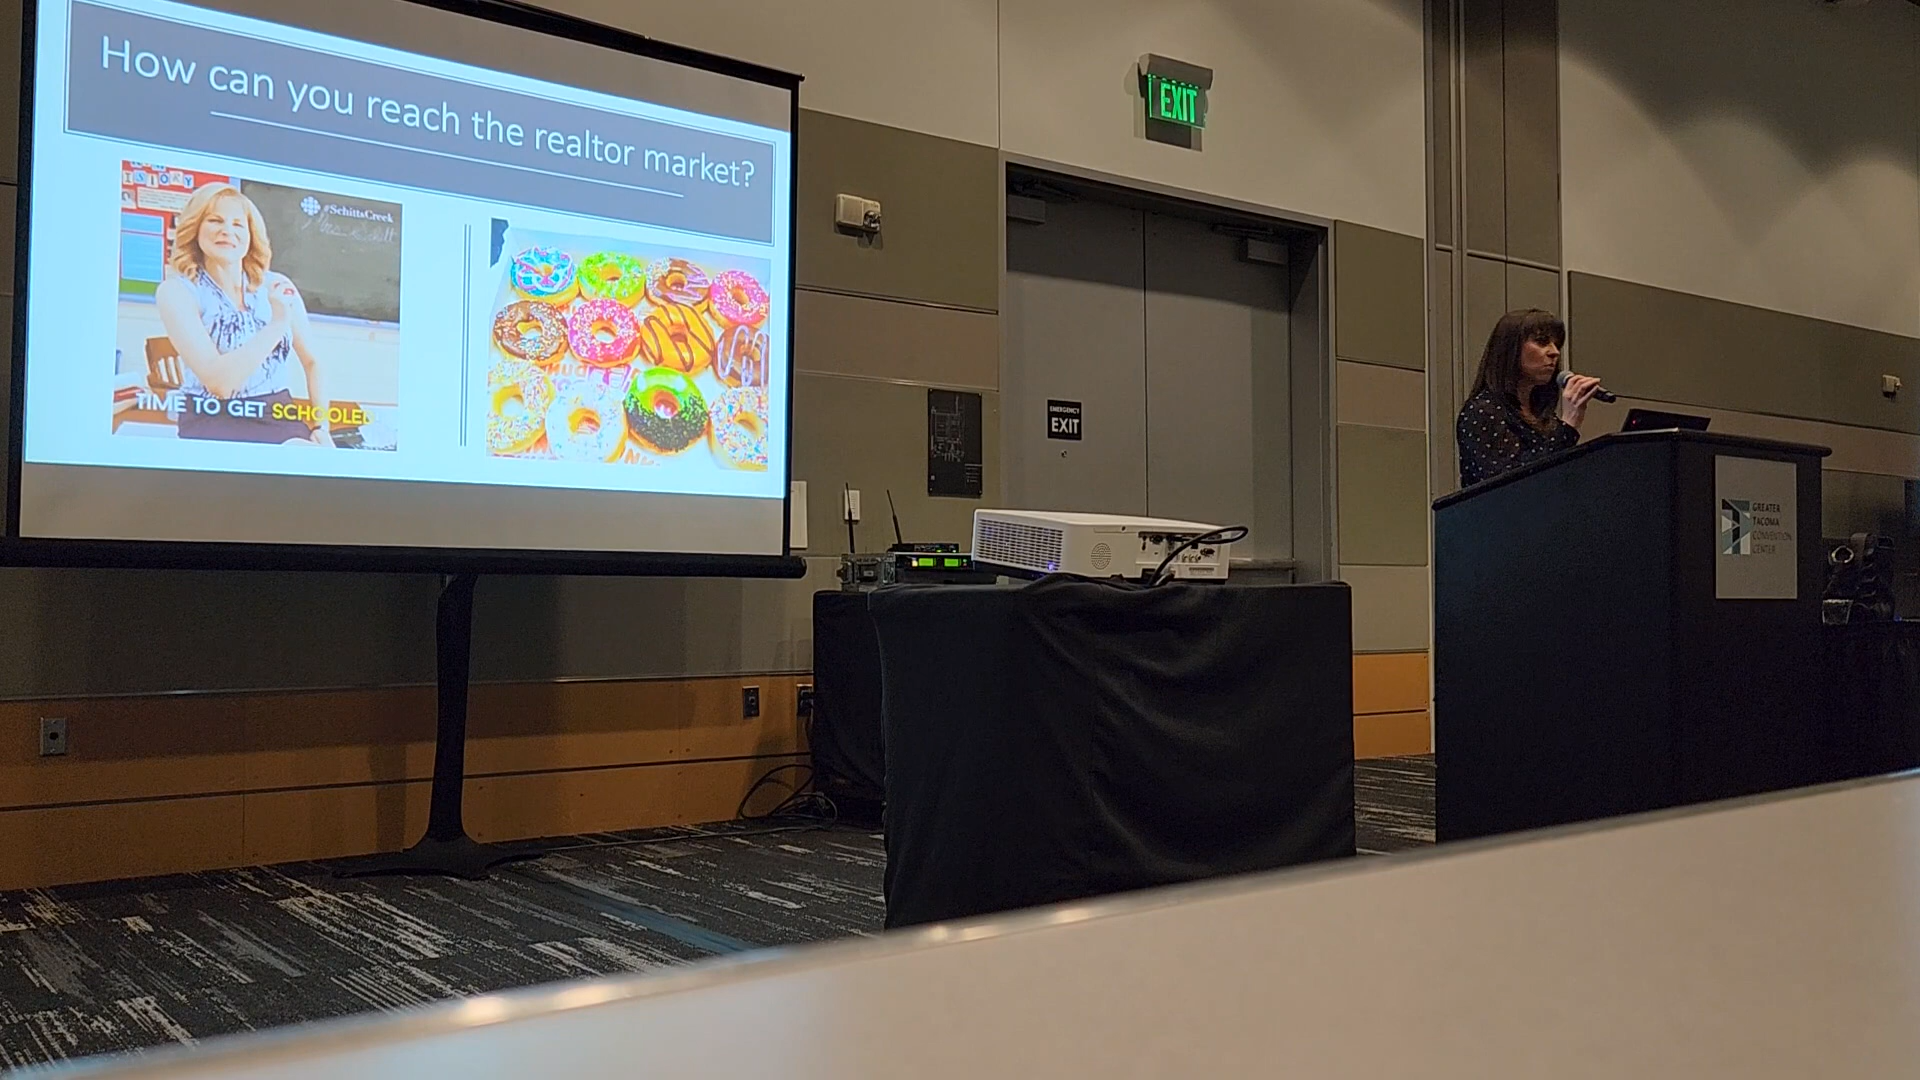 How can you reach the realtor market?
ISTORY
#SchittsCreek
TIME TO GET SCHOOLED
EXIT
EMERGENCY
EXIT
GREATER
TACOMA
CONVENTION
CENTER